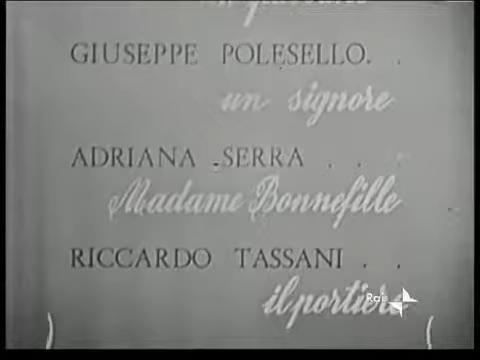 GIUSEPPE POLESELLO. .
un signore
ADRIANA SERRA . . .
Madame Bonnefille
RICCARDO TASSANI . .
il portiere
Rai